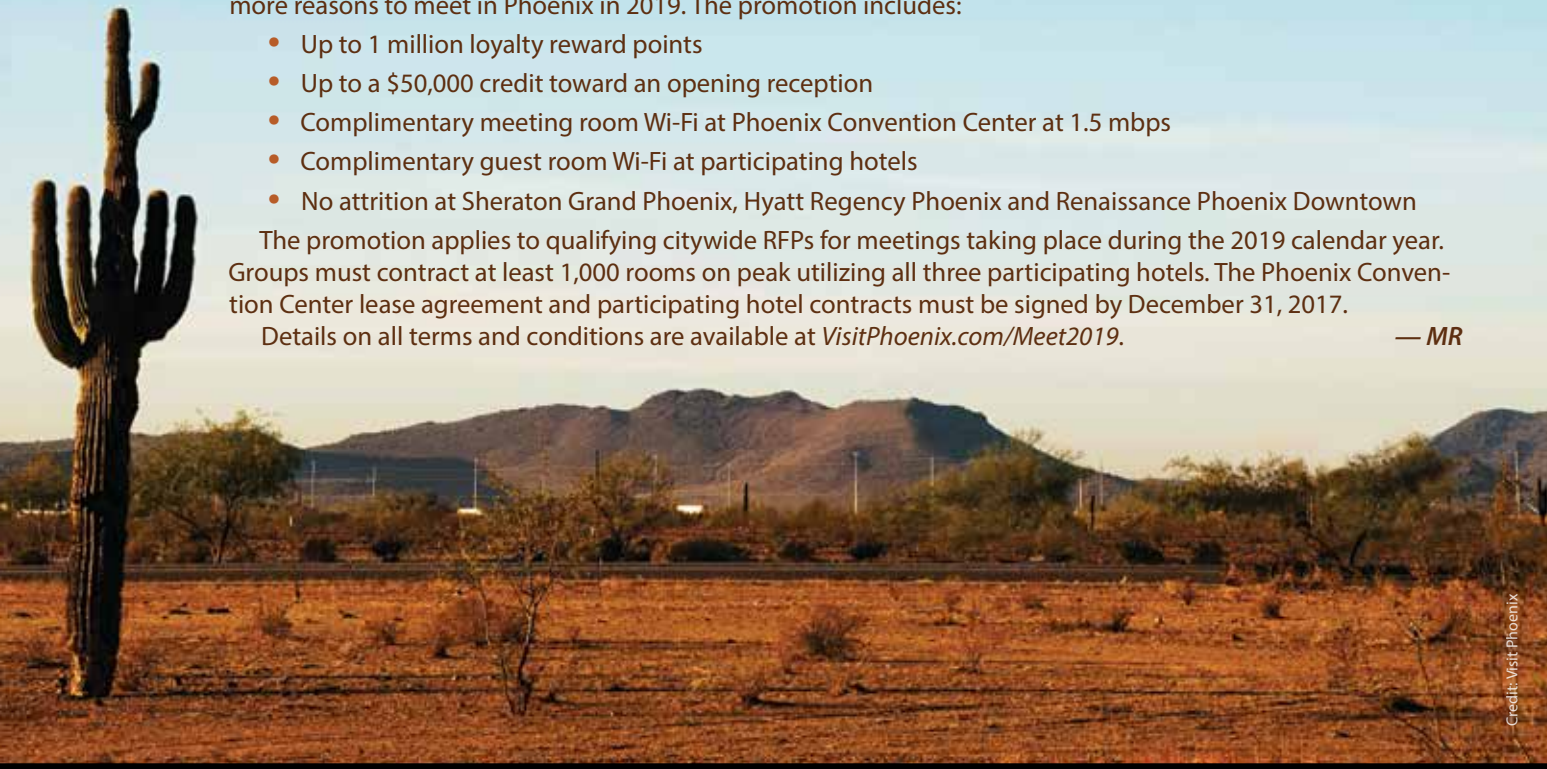 more reasons to meet in Phoenix in 2019. The promotion includes:
• Up to 1 million loyalty reward points
• Up to a $50,000 credit toward an opening reception
• Complimentary meeting room Wi-Fi at Phoenix Convention Center at 1.5 mbps
• Complimentary guest room Wi-Fi at participating hotels
• No attrition at Sheraton Grand Phoenix, Hyatt Regency Phoenix and Renaissance Phoenix Downtown
The promotion applies to qualifying citywide RFPs for meetings taking place during the 2019 calendar year.
Groups must contract at least 1,000 rooms on peak utilizing all three participating hotels. The Phoenix Conven-
tion Center lease agreement and participating hotel contracts must be signed by December 31, 2017.
Details on all terms and conditions are available at VisitPhoenix.com/Meet2019. — MR
Credit: Visit Phoenix